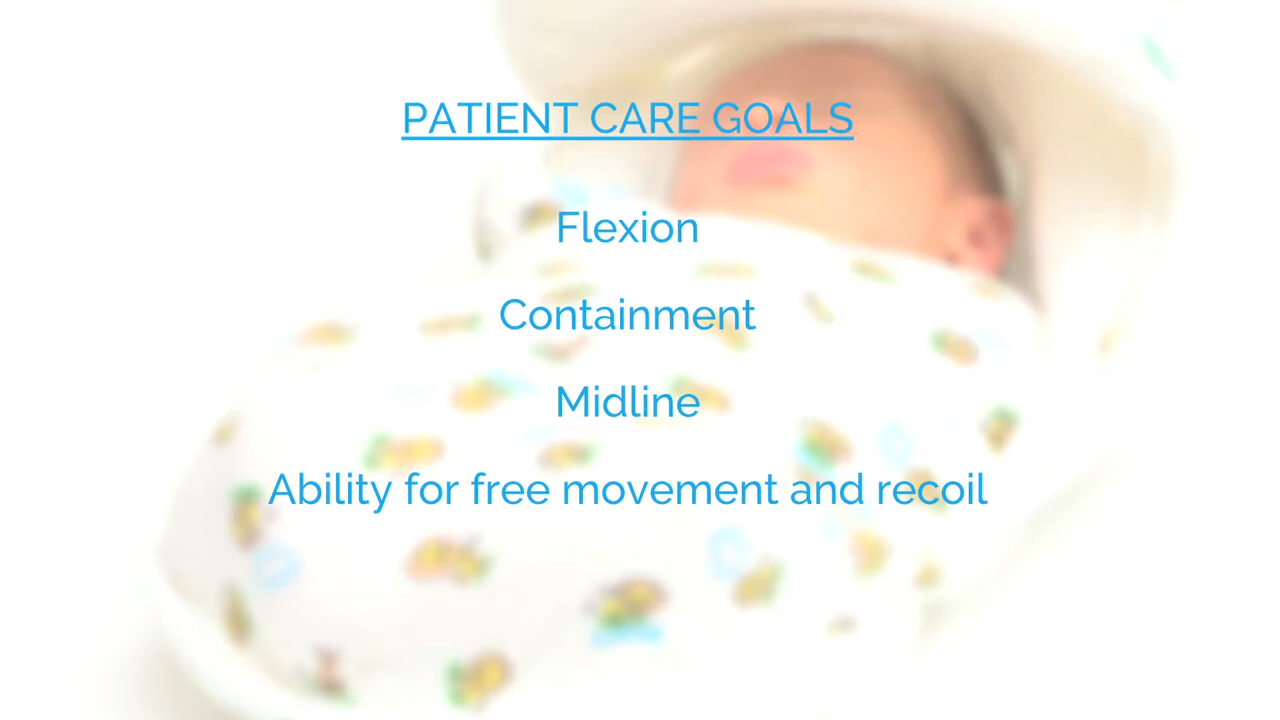 PATIENT CARE GOALS
Flexion
Containment
Midline
Ability for free movement and recoil